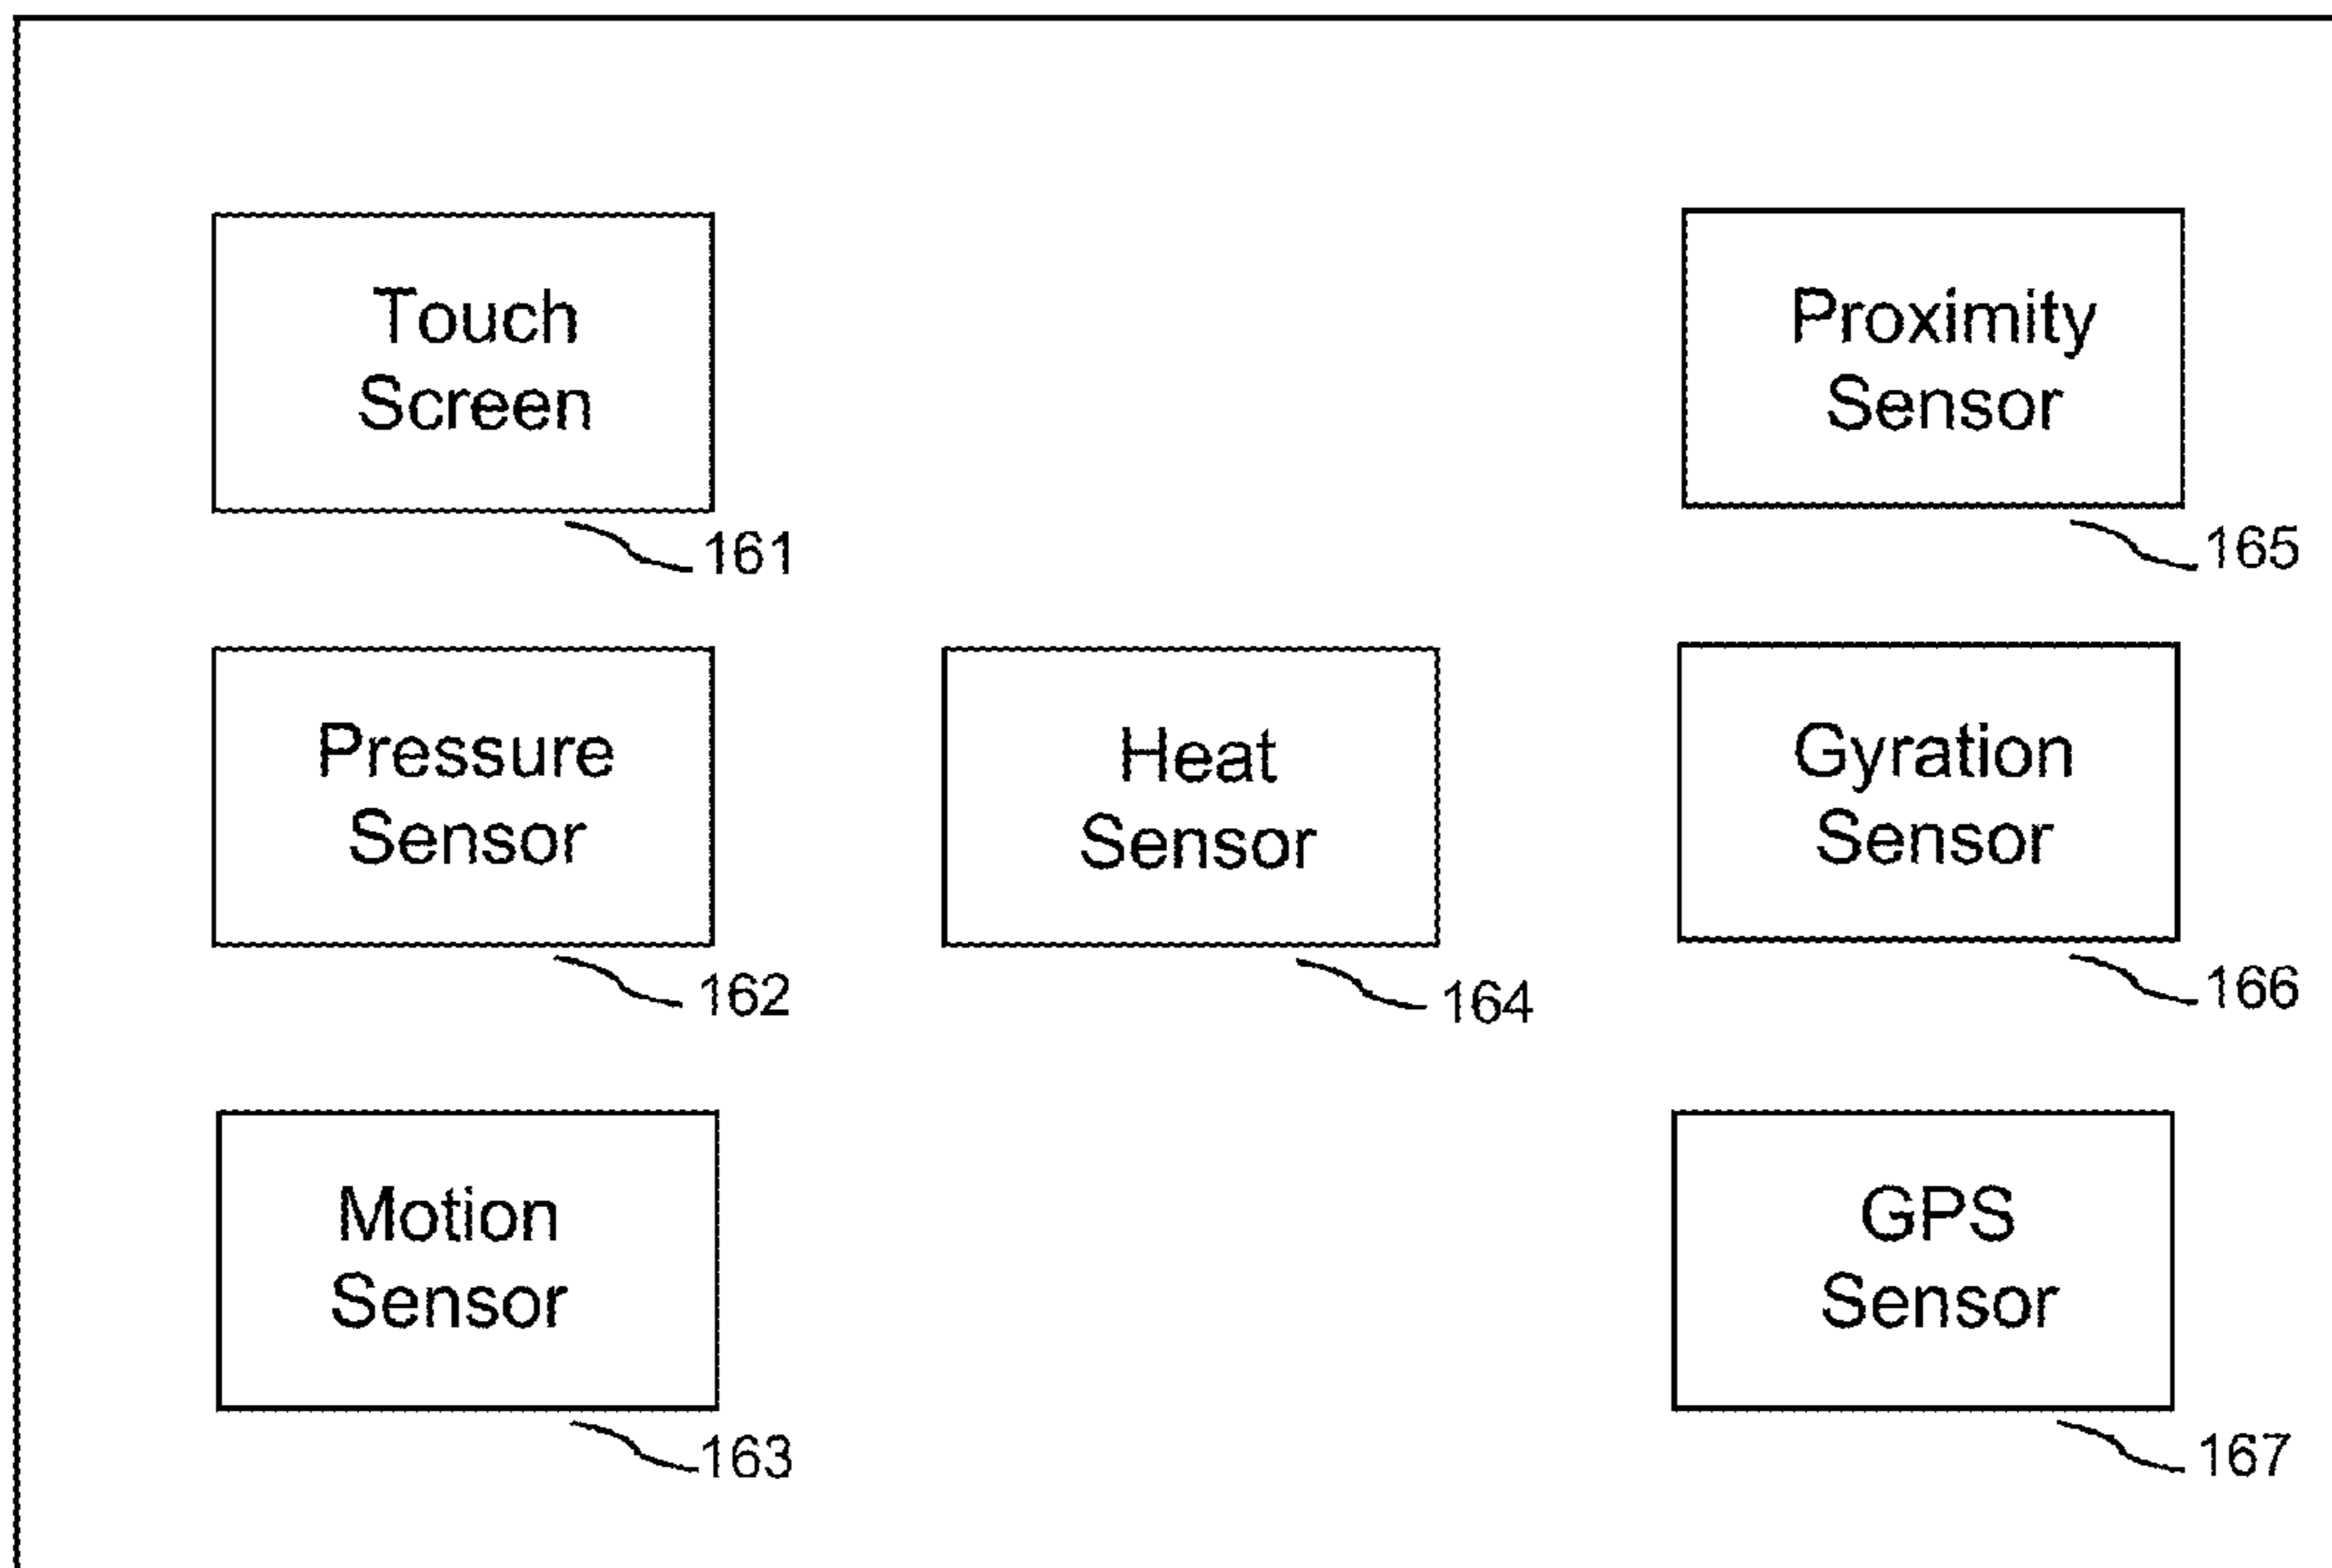 Touch
Screen
161
Proximity
Sensor
165
Pressure
Sensor
162
Heat
Sensor
164
Gyration
Sensor
166
Motion
Sensor
163
GPS
Sensor
167